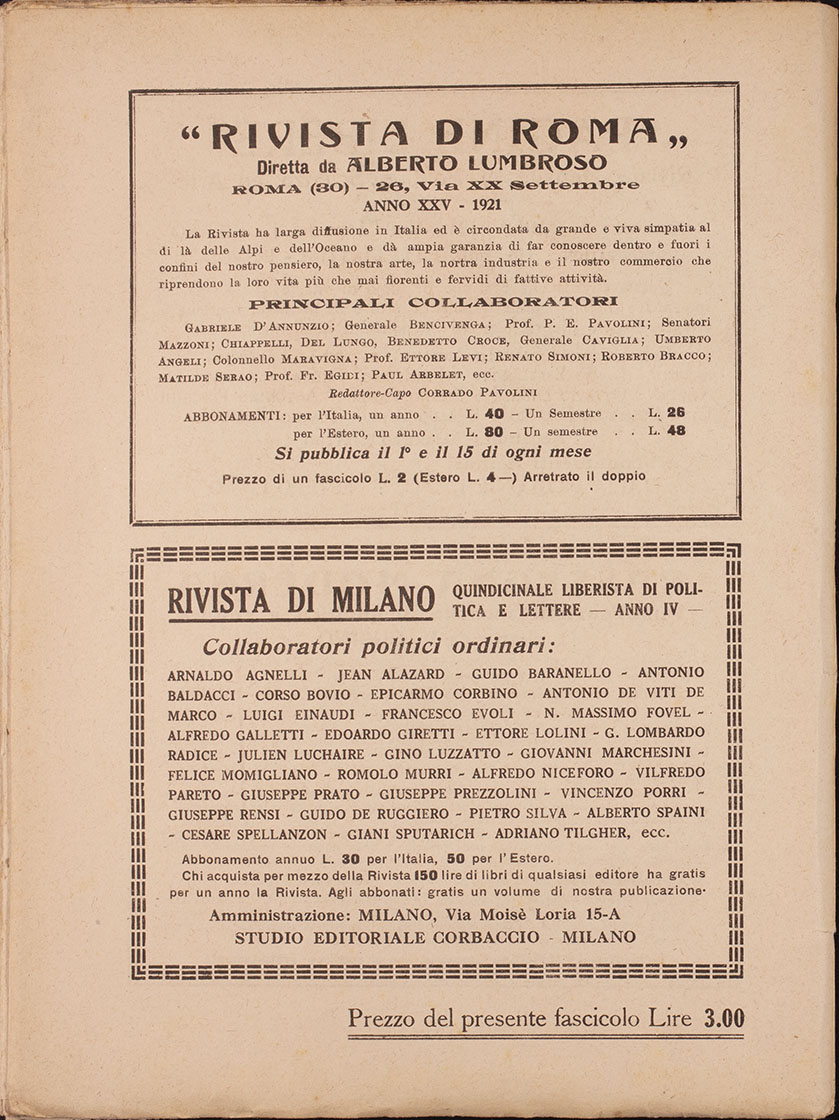 “RIVISTA DI ROMA„
Diretta da ALBERTO LUMBROSO
ROMA (30) — 26, Via XX Settembre
ANNO XXV - 1921
La Rivista ha larga diffusione in Italia ed è circondata da grande e viva simpatia al
di là delle Alpi e dell'Oceano e dà ampia garanzia di far conoscere dentro e fuori i
confini del nostro pensiero, la nostra arte, la nortra industria e il nostro commercio che
riprendono la loro vita più che mai fiorenti e fervidi di fattive attività.
PRINCIPALI COLLABORATORI
GABRIELE D'ANNUNZIO; Generale BENCIVENGA; Prof. P. E. PAVOLINI; Senatori
MAZZONI; CHIAPPELLI, DEL LUNGO, BENEDETTO CROCE, Generale CAVIGLIA; UMBERTO
ANGELI; Colonnello MARAVIGNA; Prof. ETTORE LEVI; RENATO SIMONI; ROBERTO BRACCO;
MATILDE SERAO; Prof. FR. EGIDI; PAUL ARBELET, ecc.
Redattore-Capo CORRADO PAVOLINI
ABBONAMENTI: per l'Italia, un anno . . L. 40 – Un Semestre . . L. 26
per l'Estero, un anno . . L. 80 – Un semestre . . L. 48
Si pubblica il 1° e il 15 di ogni mese
Prezzo di un fascicolo L. 2 (Estero L. 4—) Arretrato il doppio
RIVISTA DI MILANO QUINDICINALE LIBERISTA DI POLI-
TICA E LETTERE — ANNO IV —
Collaboratori politici ordinari:
ARNALDO AGNELLI - JEAN ALAZARD - GUIDO BARANELLO - ANTONIO
BALDACCI - CORSO BOVIO - EPICARMO CORBINO - ANTONIO DE VITI DE
MARCO - LUIGI EINAUDI - FRANCESCO EVOLI - N. MASSIMO FOVEL -
ALFREDO GALLETTI - EDOARDO GIRETTI - ETTORE LOLINI - G. LOMBARDO
RADICE - JULIEN LUCHAIRE - GINO LUZZATTO - GIOVANNI MARCHESINI -
FELICE MOMIGLIANO - ROMOLO MURRI - ALFREDO NICEFORO - VILFREDO
PARETO - GIUSEPPE PRATO - GIUSEPPE PREZZOLINI - VINCENZO PORRI -
GIUSEPPE RENSI - GUIDO DE RUGGIERO - PIETRO SILVA - ALBERTO SPAINI
- CESARE SPELLANZON - GIANI SPUTARICH - ADRIANO TILGHER, ecc.
Abbonamento annuo L. 30 per l'Italia, 50 per l'Estero.
Chi acquista per mezzo della Rivista 150 lire di libri di qualsiasi editore ha gratis
per un anno la Rivista. Agli abbonati: gratis un volume di nostra publicazione·
Amministrazione: MILANO, Via Moisè Loria 15-A
STUDIO EDITORIALE CORBACCIO - MILANO
Prezzo del presente fascicolo Lire 3.00